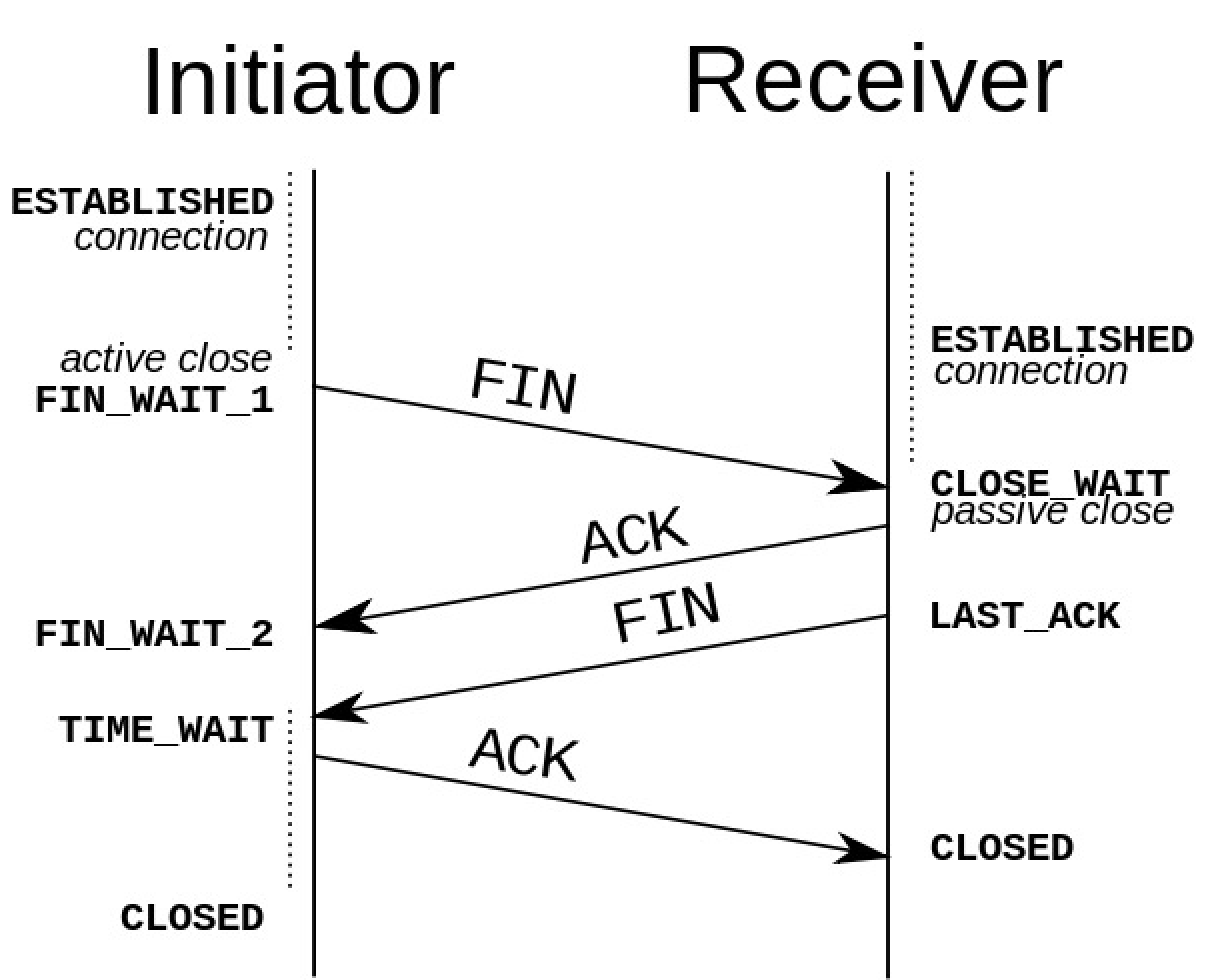 Initiator
Receiver
ESTABLISHED
connection
active close
FIN_WAIT_1
FIN
ESTABLISHED
connection
CLOSE_WAIT
passive close
ACK
FIN
FIN_WAIT_2
LAST_ACK
TIME_WAIT
ACK
CLOSED
CLOSED